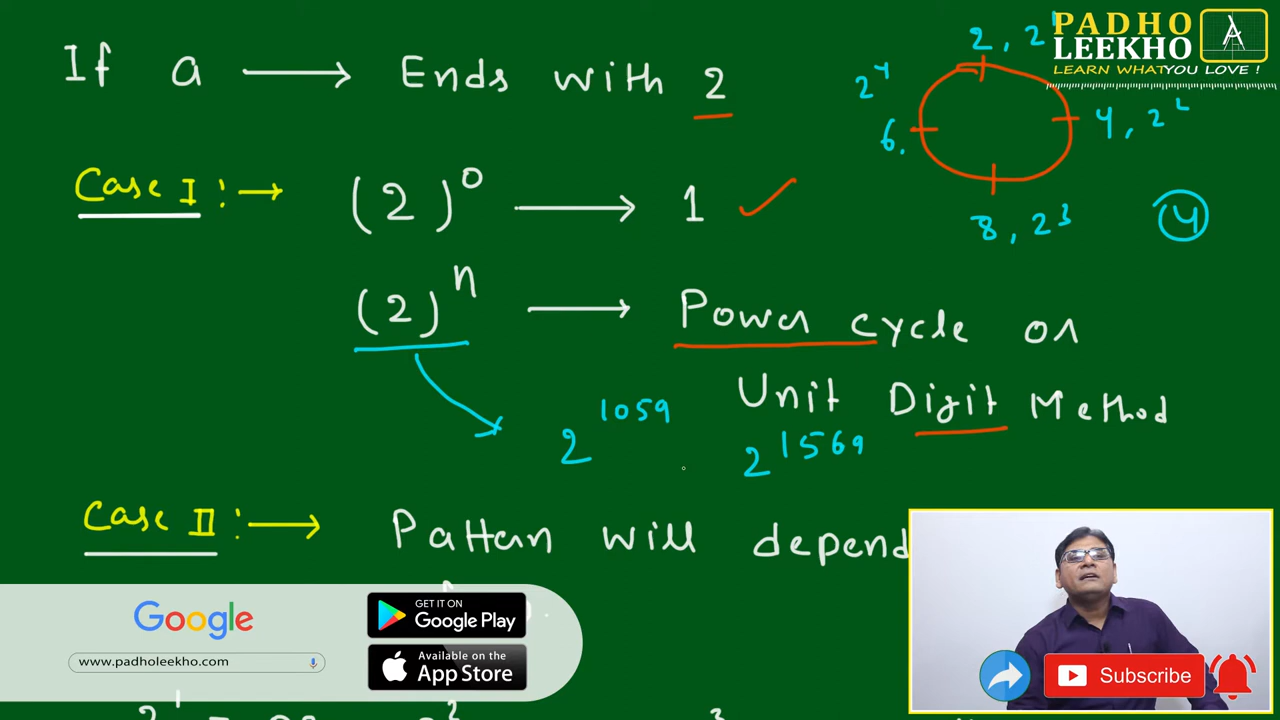 If a → Ends with 2
2, 2¹
2⁴
6.
4, 2²
8, 2³
4
PADHO
LEEKHO
LEARN WHAT YOU LOVE !
Case I :→ (2)⁰ → 1 ✓
(2)ⁿ → Power cycle or
Unit Digit Method
2¹⁰⁵⁹ 2¹⁵⁶⁹
Case II :→ Pattern will depend
Google
www.padholeekho.com
GET IT ON
Google Play
Available on the
App Store
Subscribe